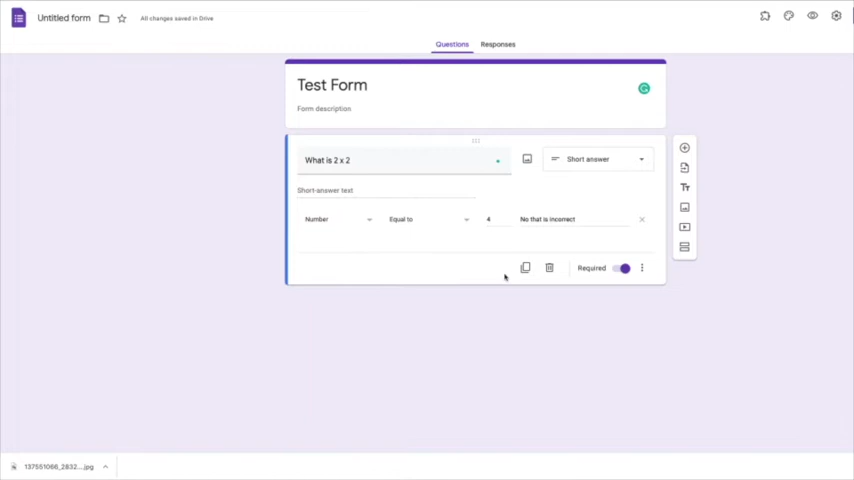 Untitled form
All changes saved in Drive
Questions Responses
Test Form
Form description
What is 2 x 2
Short answer
Short-answer text
Number Equal to 4 No that is incorrect
Required
137551066_2832....jpg